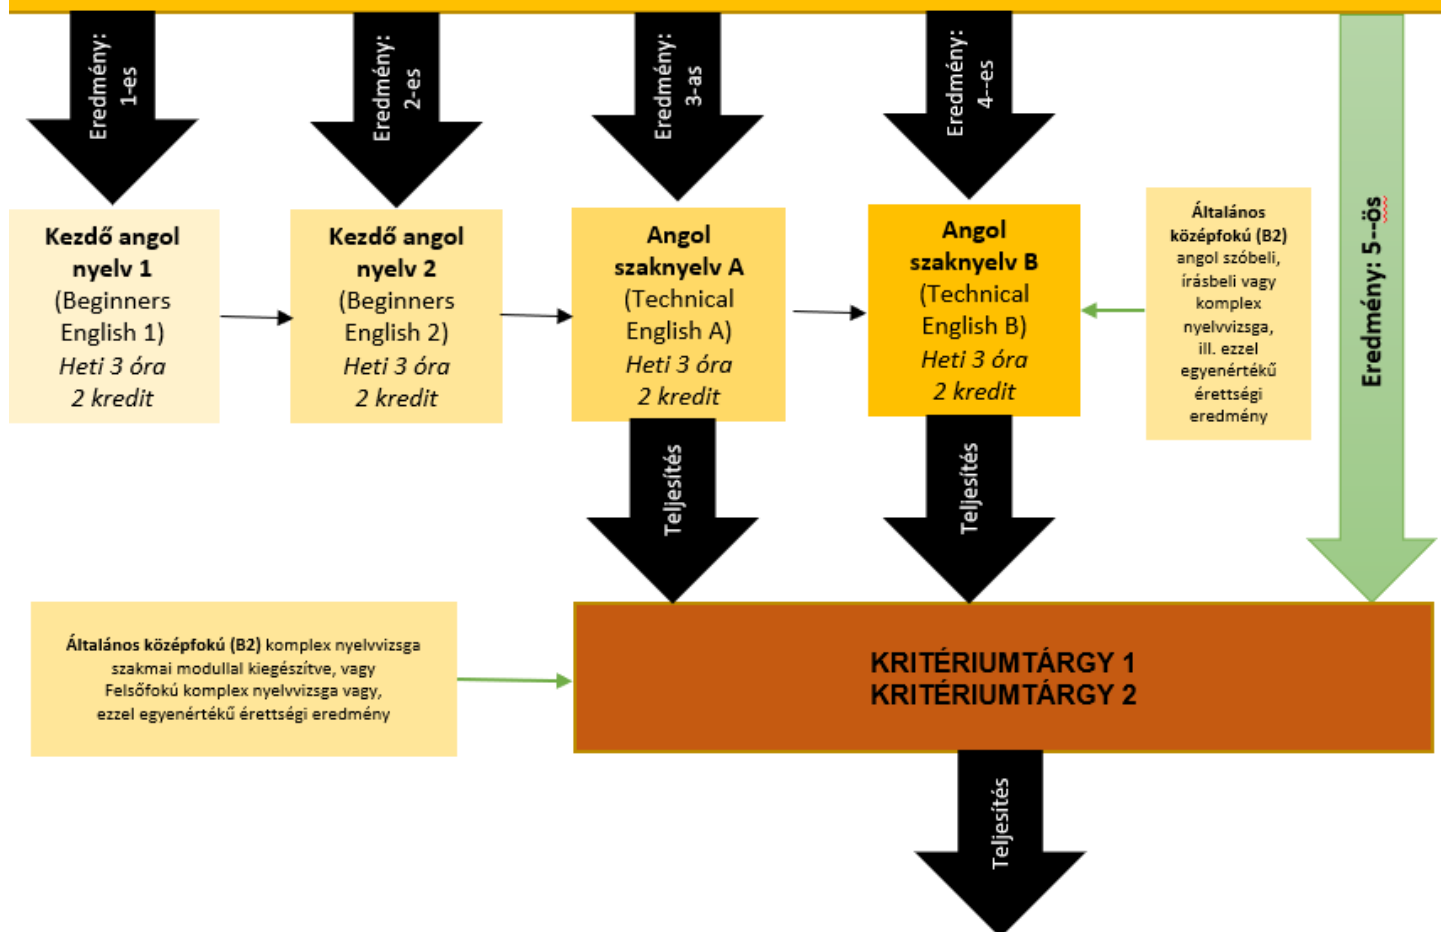 Eredmény:
1-es
Eredmény:
2-es
Eredmény:
3-as
Eredmény:
4--es
Kezdő angol
nyelv 1
(Beginners
English 1)
Heti 3 óra
2 kredit
Kezdő angol
nyelv 2
(Beginners
English 2)
Heti 3 óra
2 kredit
Angol
szaknyelv A
(Technical
English A)
Heti 3 óra
2 kredit
Angol
szaknyelv B
(Technical
English B)
Heti 3 óra
2 kredit
Általános
középfokú (B2)
angol szóbeli,
írásbeli vagy
komplex
nyelvvizsga,
ill. ezzel
egyenértékű
érettségi
eredmény
Eredmény: 5--ös
Teljesítés
Teljesítés
Általános középfokú (B2) komplex nyelvvizsga
szakmai modullal kiegészítve, vagy
Felsőfokú komplex nyelvvizsga vagy,
ezzel egyenértékű érettségi eredmény
KRITÉRIUMTÁRGY 1
KRITÉRIUMTÁRGY 2
Teljesítés